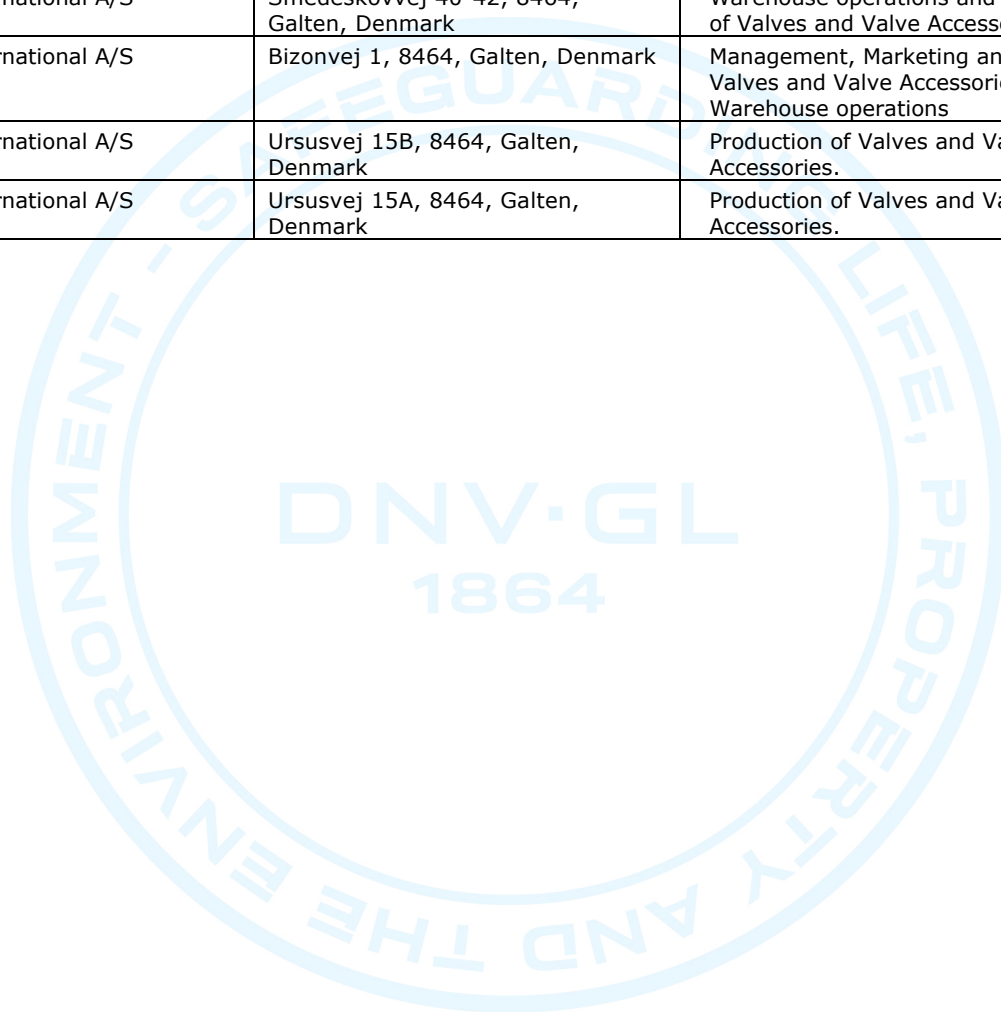 rnational A/S
Smedeskovvej 40-42, 8464,
Galten, Denmark
Warehouse operations and
of Valves and Valve Access
rnational A/S
Bizonvej 1, 8464, Galten, Denmark
Management, Marketing an
Valves and Valve Accessori
Warehouse operations
rnational A/S
Ursusvej 15B, 8464, Galten,
Denmark
Production of Valves and Va
Accessories.
rnational A/S
Ursusvej 15A, 8464, Galten,
Denmark
Production of Valves and Va
Accessories.
SAFEGUARDING LIFE, PROPERTY AND THE ENVIRONMENT -
DNV·GL
1864